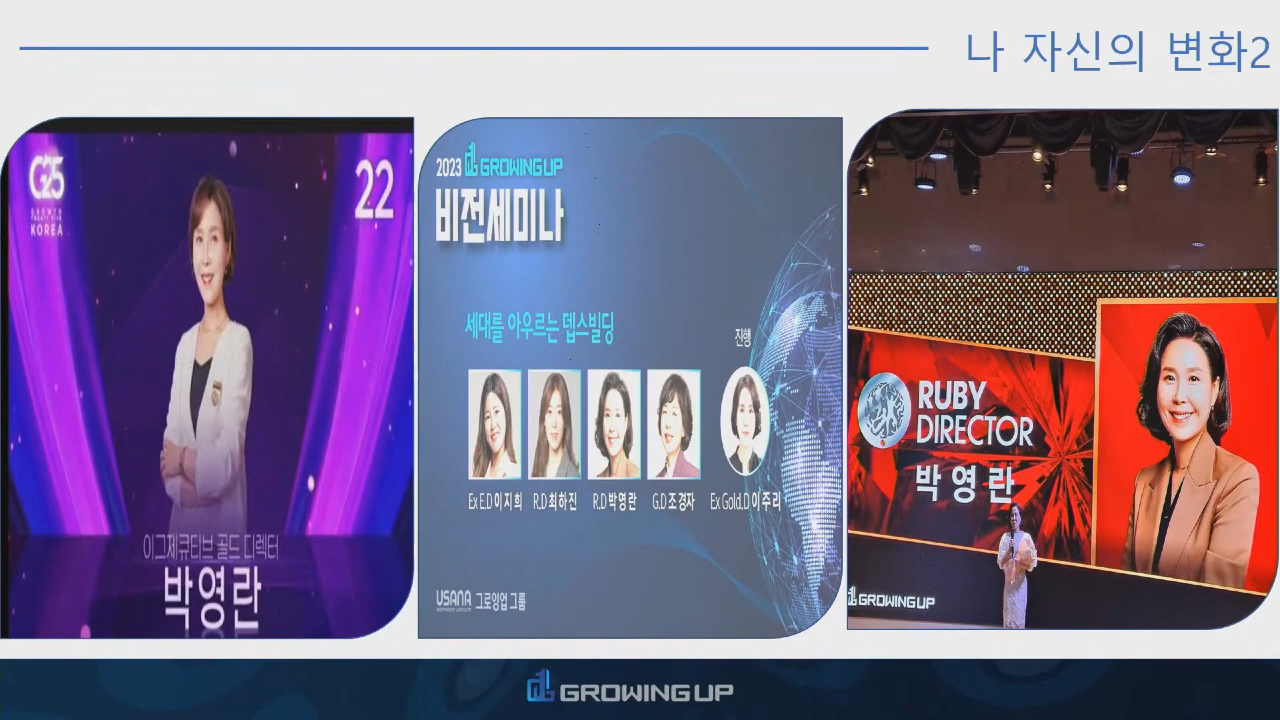 나 자신의 변화2
G25
GROWTH
KOREA
22
이그제큐티브 골드 디렉터
박영란
2023 GROWING UP
비전세미나
세대를 아우르는 뎁스빌딩
진행
Ex E.D 이지희 R.D 최하진 R.D 박영란 G.D 조경자 Ex Gold.D 이주리
USANA 그로잉업 그룹
RUBY
DIRECTOR
박영란
GROWING UP
GROWING UP